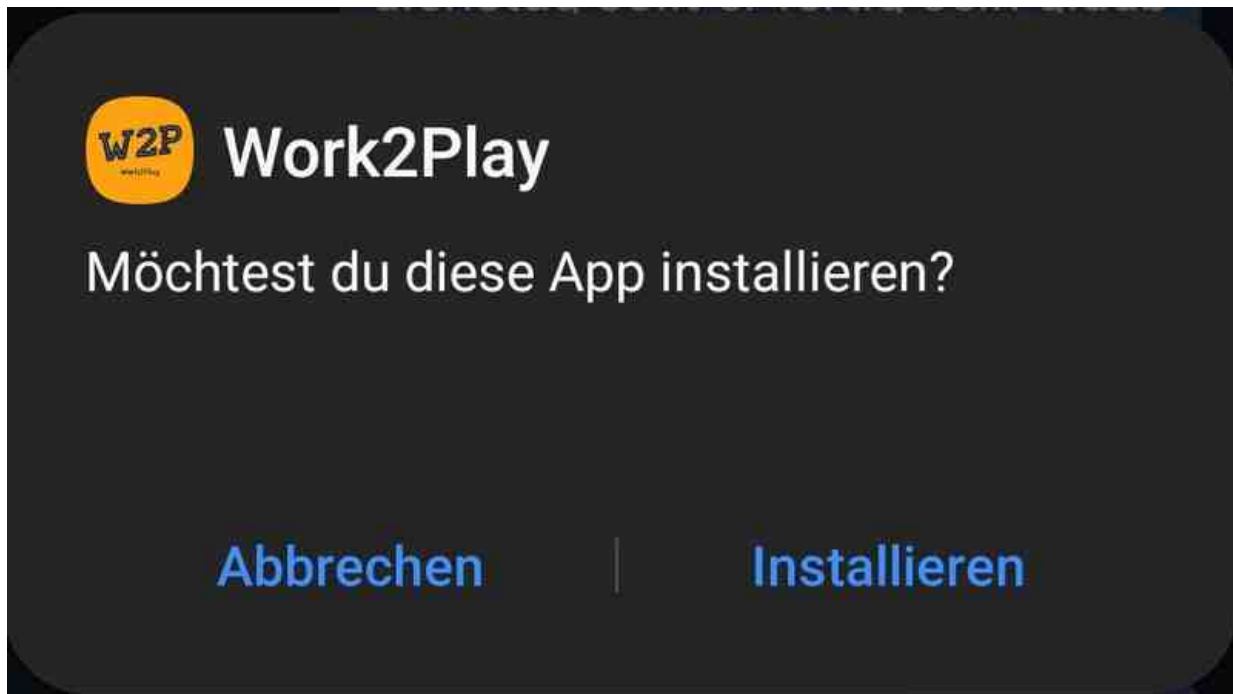 W2P
Work2Play
Möchtest du diese App installieren?
Abbrechen
Installieren